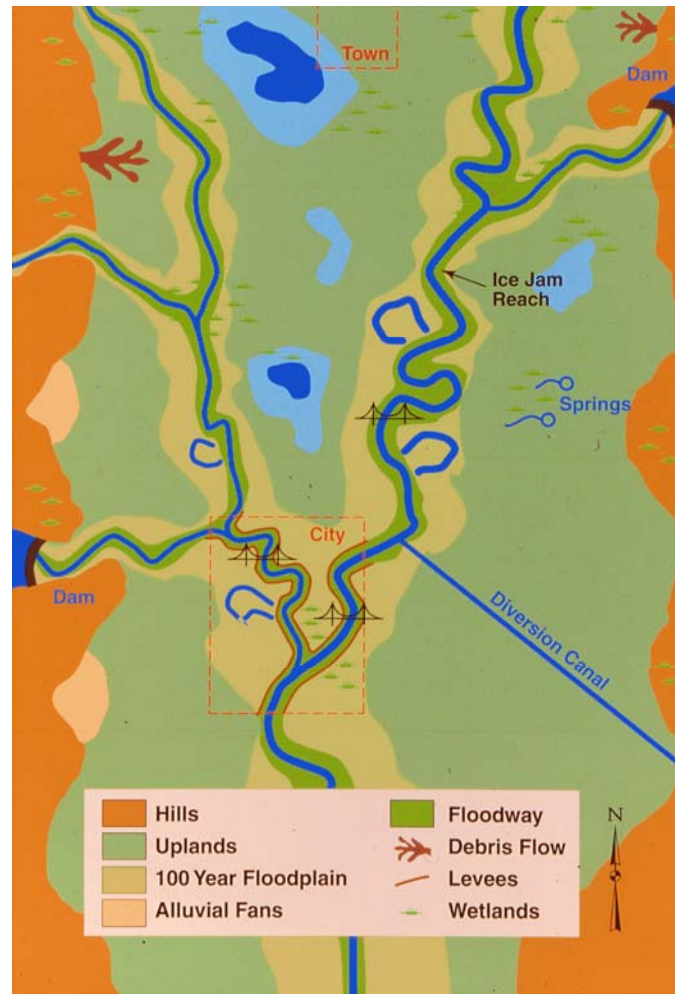 Town
Dam
Ice Jam
Reach
Springs
City
Dam
Diversion Canal
Hills
Uplands
100 Year Floodplain
Alluvial Fans
Floodway
Debris Flow
Levees
Wetlands
N